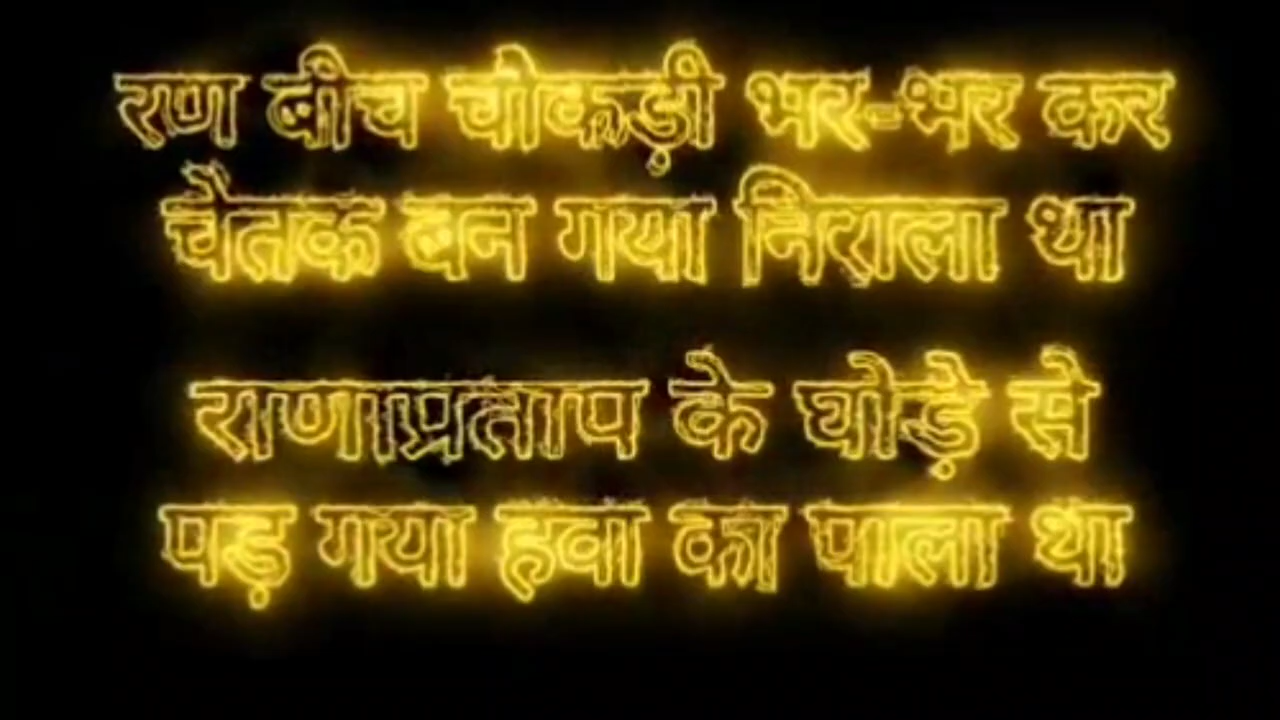 रण बीच चोकड़ी भर-भर कर
चैतक बन गया निराला था
राणाप्रताप के घोड़े से
पड़ गया हवा का पाला था